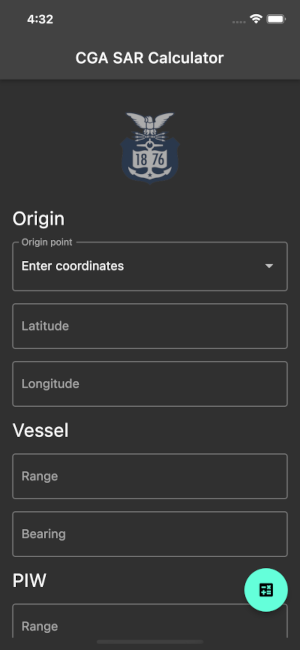 4:32
CGA SAR Calculator
18 76
Origin
Origin point
Enter coordinates
Latitude
Longitude
Vessel
Range
Bearing
PIW
Range